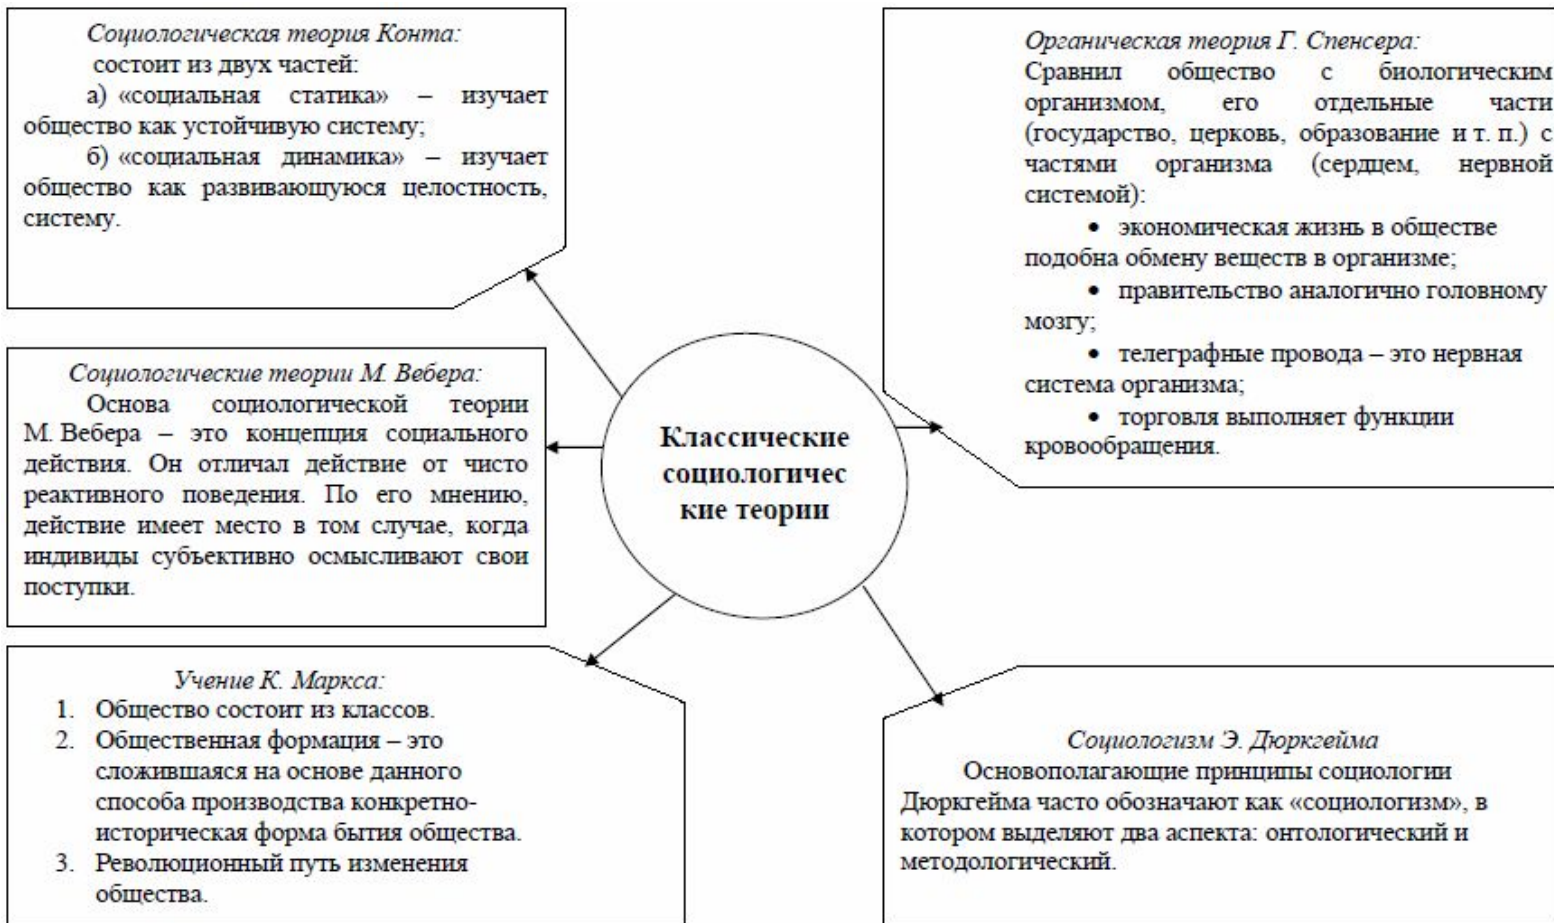 Социологическая теория Конта:
состоит из двух частей:
а) «социальная статика» – изучает
общество как устойчивую систему;
б) «социальная динамика» – изучает
общество как развивающуюся целостность,
систему.
Органическая теория Г. Спенсера:
Сравнил общество с биологическим
организмом, его отдельные части
(государство, церковь, образование и т. п.) с
частями организма (сердцем, нервной
системой):
• экономическая жизнь в обществе
подобна обмену веществ в организме;
• правительство аналогично головному
мозгу;
• телеграфные провода – это нервная
система организма;
• торговля выполняет функции
кровообращения.
Социологические теории М. Вебера:
Основа социологической теории
М. Вебера – это концепция социального
действия. Он отличал действие от чисто
реактивного поведения. По его мнению,
действие имеет место в том случае, когда
индивиды субъективно осмысливают свои
поступки.
Классические
социологичес
кие теории
Учение К. Маркса:
1. Общество состоит из классов.
2. Общественная формация – это
сложившаяся на основе данного
способа производства конкретно-
историческая форма бытия общества.
3. Революционный путь изменения
общества.
Социологизм Э. Дюркгейма
Основополагающие принципы социологии
Дюркгейма часто обозначают как «социологизм», в
котором выделяют два аспекта: онтологический и
методологический.